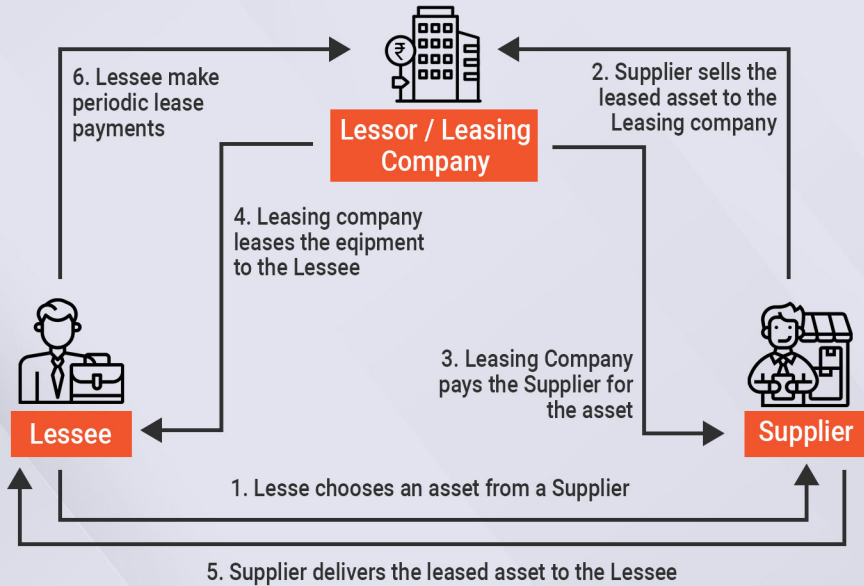 6. Lessee make
periodic lease
payments
₹
Lessor / Leasing
Company
2. Supplier sells the
leased asset to the
Leasing company
4. Leasing company
leases the eqipment
to the Lessee
3. Leasing Company
pays the Supplier for
the asset
Lessee
Supplier
1. Lesse chooses an asset from a Supplier
5. Supplier delivers the leased asset to the Lessee